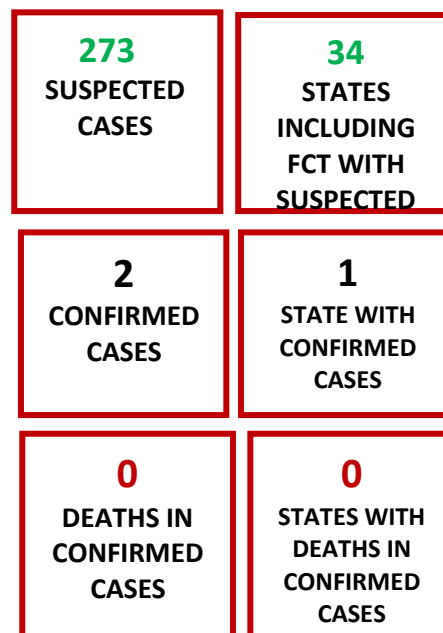 273
SUSPECTED
CASES
34
STATES
INCLUDING
FCT WITH
SUSPECTED
2
CONFIRMED
CASES
1
STATE WITH
CONFIRMED
CASES
0
DEATHS IN
CONFIRMED
CASES
0
STATES WITH
DEATHS IN
CONFIRMED
CASES